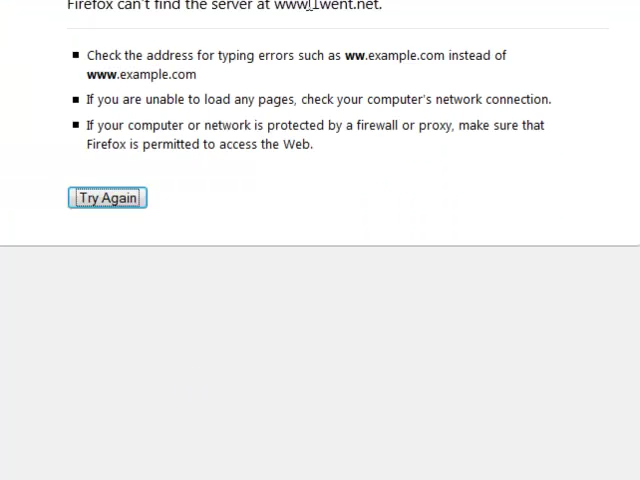 Firefox can't find the server at www.1went.net.
Check the address for typing errors such as ww.example.com instead of
www.example.com
If you are unable to load any pages, check your computer's network connection.
If your computer or network is protected by a firewall or proxy, make sure that
Firefox is permitted to access the Web.
Try Again